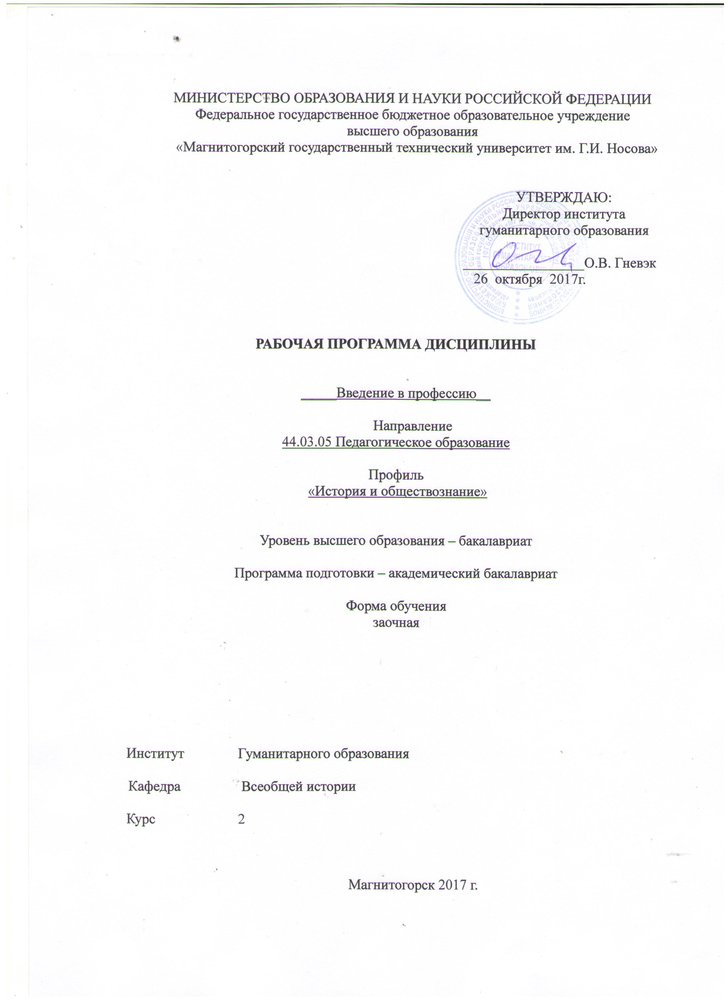 МИНИСТЕРСТВО ОБРАЗОВАНИЯ И НАУКИ РОССИЙСКОЙ ФЕДЕРАЦИИ
Федеральное государственное бюджетное образовательное учреждение
высшего образования
«Магнитогорский государственный технический университет им. Г.И. Носова»
УТВЕРЖДАЮ:
Директор института
гуманитарного образования
О.В. Гневэк
26 октября 2017г.
ИНСТИТУТ
ГУМАНИТАРНОГО
ОБРАЗОВАНИЯ
РАБОЧАЯ ПРОГРАММА ДИСЦИПЛИНЫ
Введение в профессию
Направление
44.03.05 Педагогическое образование
Профиль
«История и обществознание»
Уровень высшего образования – бакалавриат
Программа подготовки – академический бакалавриат
Форма обучения
заочная
Институт Гуманитарного образования
Кафедра Всеобщей истории
Курс 2
Магнитогорск 2017 г.